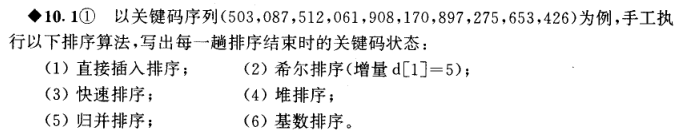 ◆10.1① 以关键码序列(503,087,512,061,908,170,897,275,653,426)为例,手工执
行以下排序算法,写出每一趟排序结束时的关键码状态:
(1) 直接插入排序; (2) 希尔排序(增量 d[1]=5);
(3) 快速排序; (4) 堆排序;
(5) 归并排序; (6) 基数排序。